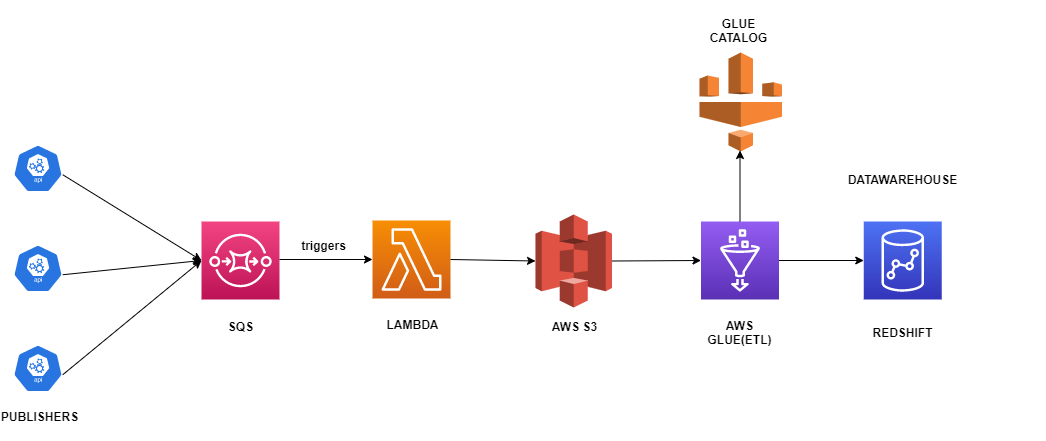 GLUE
CATALOG
api
DATAWAREHOUSE
triggers
api
SQS
LAMBDA
AWS S3
AWS
GLUE(ETL)
REDSHIFT
api
PUBLISHERS